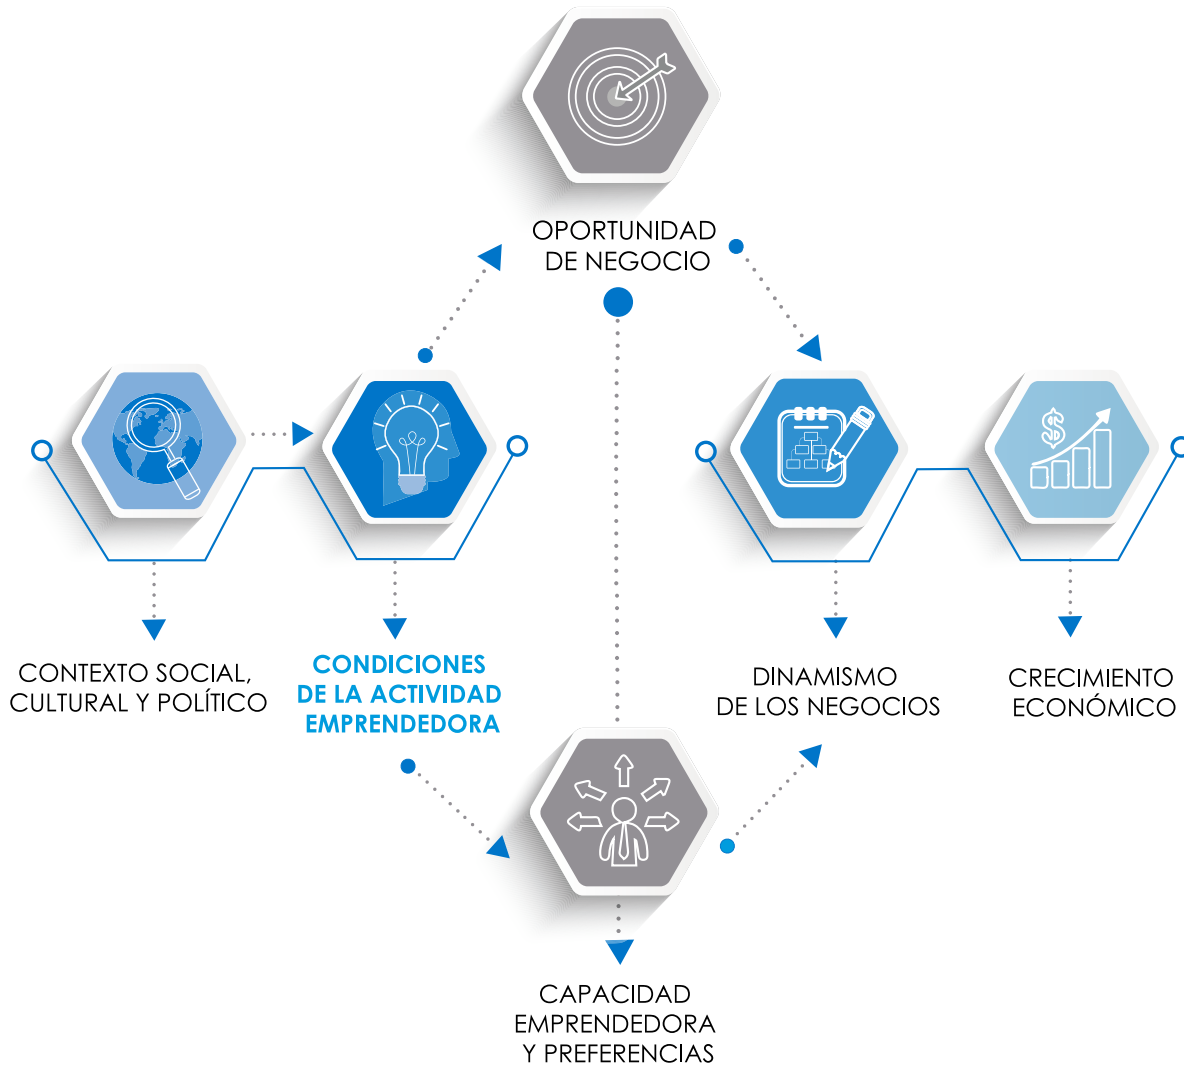 OPORTUNIDAD
DE NEGOCIO
CONTEXTO SOCIAL,
CULTURAL Y POLÍTICO
CONDICIONES
DE LA ACTIVIDAD
EMPRENDEDORA
DINAMISMO
DE LOS NEGOCIOS
$
CRECIMIENTO
ECONÓMICO
CAPACIDAD
EMPRENDEDORA
Y PREFERENCIAS